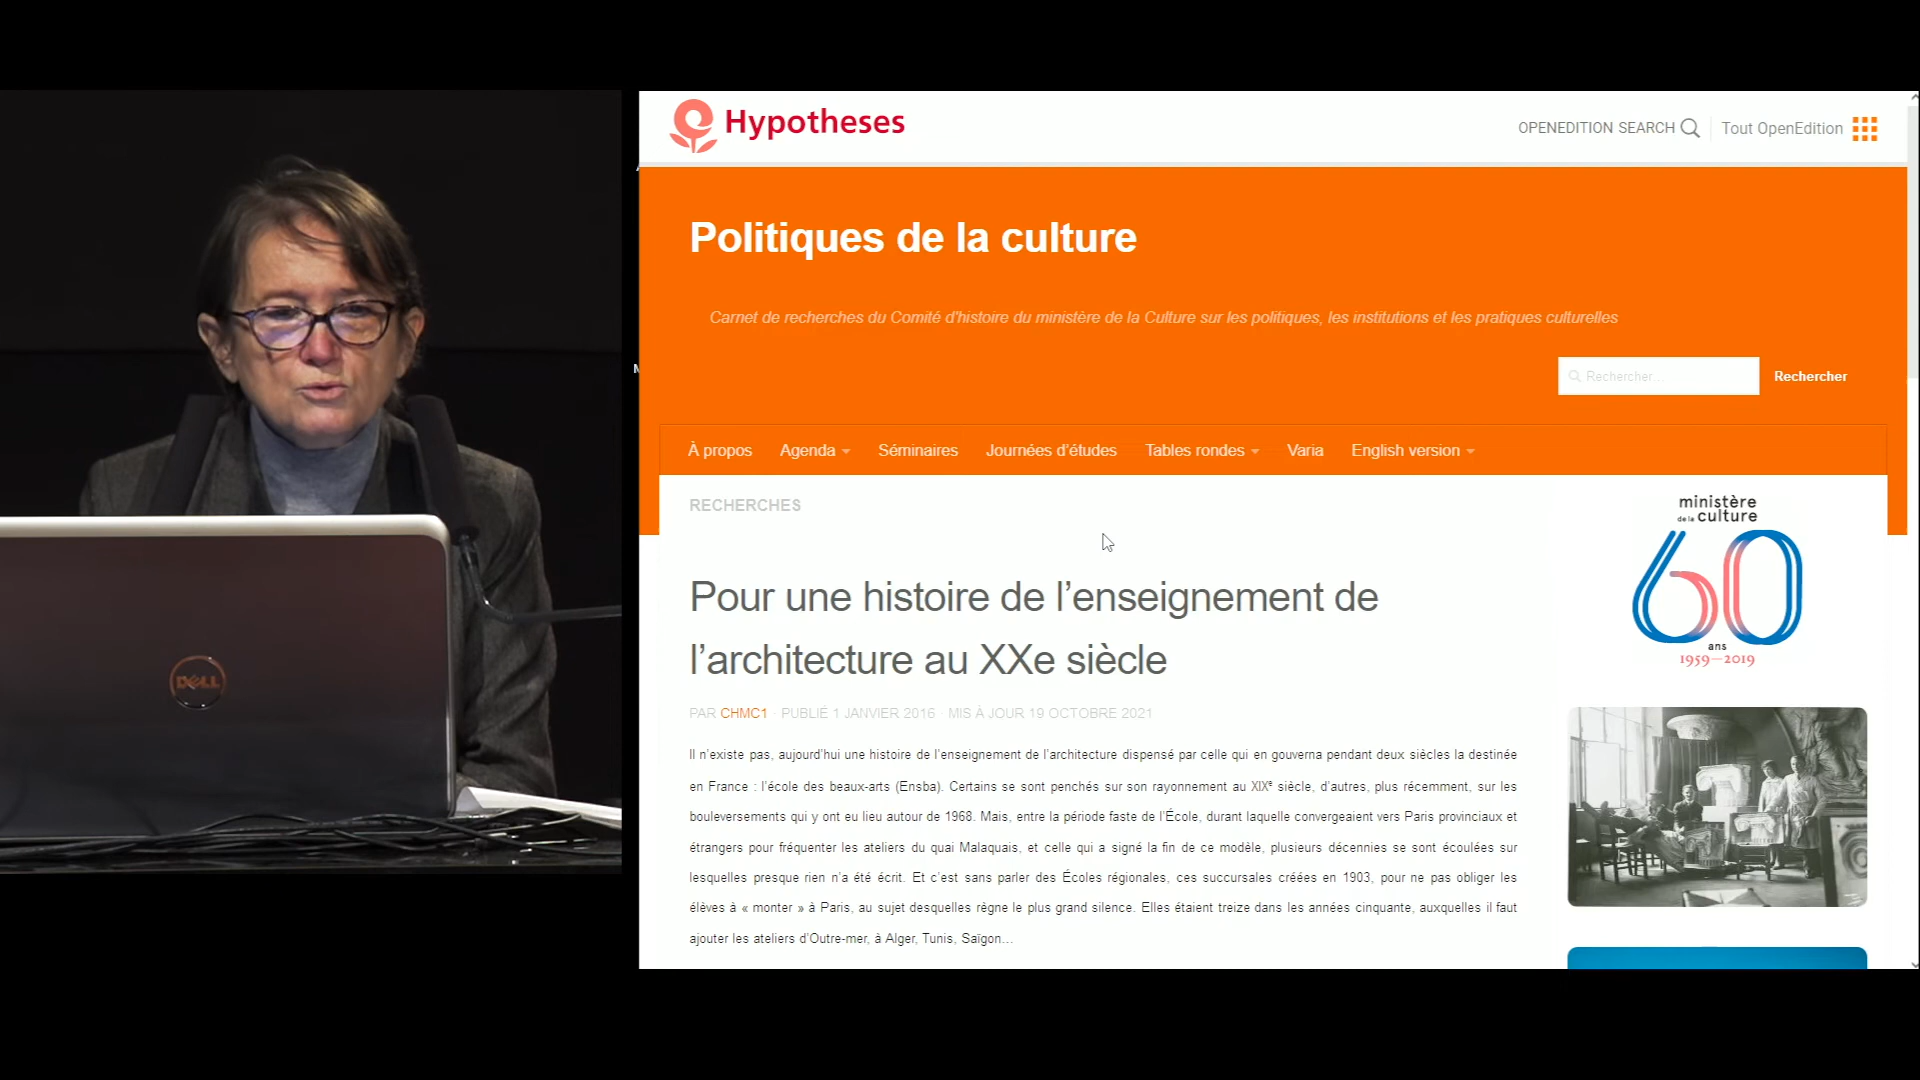 Hypotheses
OPENEDITION SEARCH
Tout OpenEdition
Politiques de la culture
Carnet de recherches du Comité d'histoire du ministère de la Culture sur les politiques, les institutions et les pratiques culturelles
Rechercher...
Rechercher
À propos
Agenda
Séminaires
Journées d'études
Tables rondes
Varia
English version
RECHERCHES
Pour une histoire de l'enseignement de
l'architecture au XXe siècle
PAR CHMC1 · PUBLIÉ 1 JANVIER 2016 · MIS À JOUR 19 OCTOBRE 2021
Il n'existe pas, aujourd'hui une histoire de l'enseignement de l'architecture dispensé par celle qui en gouverna pendant deux siècles la destinée
en France : l'école des beaux-arts (Ensba). Certains se sont penchés sur son rayonnement au XIXe siècle, d'autres, plus récemment, sur les
bouleversements qui y ont eu lieu autour de 1968. Mais, entre la période faste de l'École, durant laquelle convergeaient vers Paris provinciaux et
étrangers pour fréquenter les ateliers du quai Malaquais, et celle qui a signé la fin de ce modèle, plusieurs décennies se sont écoulées sur
lesquelles presque rien n'a été écrit. Et c'est sans parler des Écoles régionales, ces succursales créées en 1903, pour ne pas obliger les
élèves à « monter » à Paris, au sujet desquelles règne le plus grand silence. Elles étaient treize dans les années cinquante, auxquelles il faut
ajouter les ateliers d'Outre-mer, à Alger, Tunis, Saïgon...
ministère
de la culture
60
ans
1959–2019
DELL